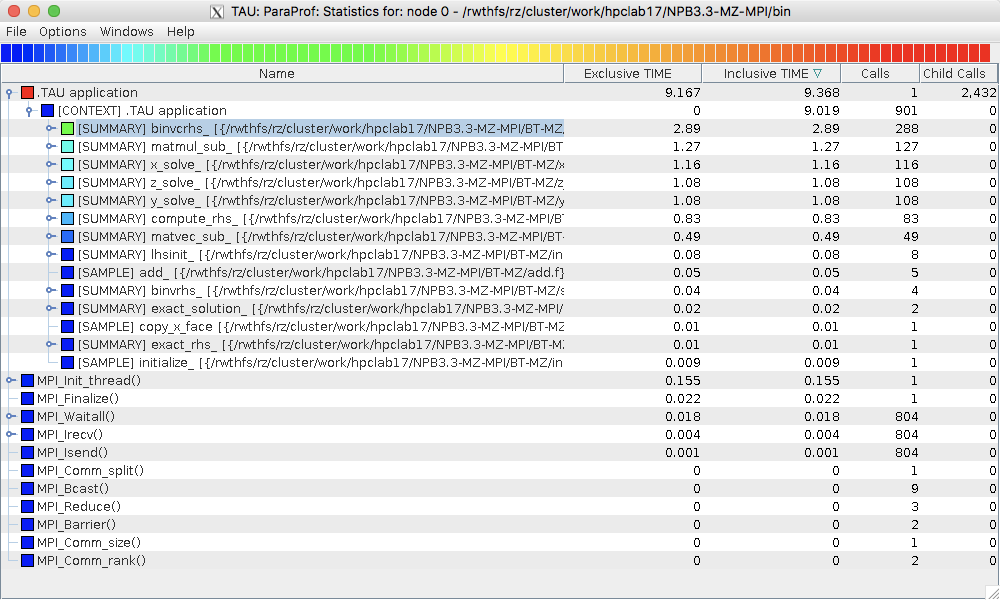 TAU: ParaProf: Statistics for: node 0 - /rwthfs/rz/cluster/work/hpclab17/NPB3.3-MZ-MPI/bin
File Options Windows Help
Name Exclusive TIME Inclusive TIME ▽ Calls Child Calls
.TAU application 9.167 9.368 1 2,432
[CONTEXT] .TAU application 0 9.019 901 0
[SUMMARY] binvcrhs_ [{/rwthfs/rz/cluster/work/hpclab17/NPB3.3-MZ-MPI/BT-MZ/ 2.89 2.89 288 0
[SUMMARY] matmul_sub_ [{/rwthfs/rz/cluster/work/hpclab17/NPB3.3-MZ-MPI/BT 1.27 1.27 127 0
[SUMMARY] x_solve_ [{/rwthfs/rz/cluster/work/hpclab17/NPB3.3-MZ-MPI/BT-MZ/x 1.16 1.16 116 0
[SUMMARY] z_solve_ [{/rwthfs/rz/cluster/work/hpclab17/NPB3.3-MZ-MPI/BT-MZ/z 1.08 1.08 108 0
[SUMMARY] y_solve_ [{/rwthfs/rz/cluster/work/hpclab17/NPB3.3-MZ-MPI/BT-MZ/y 1.08 1.08 108 0
[SUMMARY] compute_rhs_ [{/rwthfs/rz/cluster/work/hpclab17/NPB3.3-MZ-MPI/BT 0.83 0.83 83 0
[SUMMARY] matvec_sub_ [{/rwthfs/rz/cluster/work/hpclab17/NPB3.3-MZ-MPI/BT- 0.49 0.49 49 0
[SUMMARY] lhsinit_ [{/rwthfs/rz/cluster/work/hpclab17/NPB3.3-MZ-MPI/BT-MZ/in 0.08 0.08 8 0
[SAMPLE] add_ [{/rwthfs/rz/cluster/work/hpclab17/NPB3.3-MZ-MPI/BT-MZ/add.f} 0.05 0.05 5 0
[SUMMARY] binvrhs_ [{/rwthfs/rz/cluster/work/hpclab17/NPB3.3-MZ-MPI/BT-MZ/s 0.04 0.04 4 0
[SUMMARY] exact_solution_ [{/rwthfs/rz/cluster/work/hpclab17/NPB3.3-MZ-MPI/ 0.02 0.02 2 0
[SAMPLE] copy_x_face [{/rwthfs/rz/cluster/work/hpclab17/NPB3.3-MZ-MPI/BT-MZ 0.01 0.01 1 0
[SUMMARY] exact_rhs_ [{/rwthfs/rz/cluster/work/hpclab17/NPB3.3-MZ-MPI/BT-MZ 0.01 0.01 1 0
[SAMPLE] initialize_ [{/rwthfs/rz/cluster/work/hpclab17/NPB3.3-MZ-MPI/BT-MZ/in 0.009 0.009 1 0
MPI_Init_thread() 0.155 0.155 1 0
MPI_Finalize() 0.022 0.022 1 0
MPI_Waitall() 0.018 0.018 804 0
MPI_Irecv() 0.004 0.004 804 0
MPI_Isend() 0.001 0.001 804 0
MPI_Comm_split() 0 0 1 0
MPI_Bcast() 0 0 9 0
MPI_Reduce() 0 0 3 0
MPI_Barrier() 0 0 2 0
MPI_Comm_size() 0 0 1 0
MPI_Comm_rank() 0 0 2 0